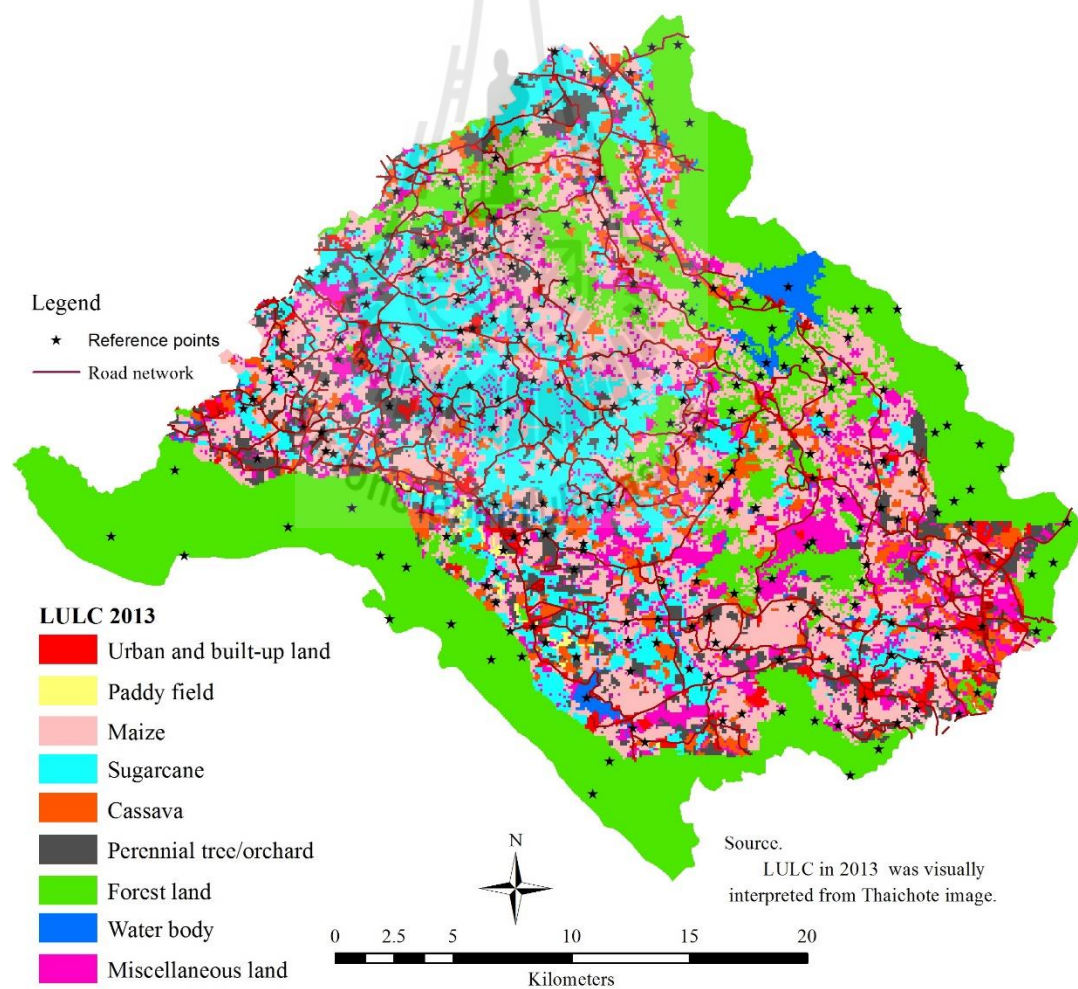 Legend
Reference points
Road network
LULC 2013
Urban and built-up land
Paddy field
Maize
Sugarcane
Cassava
Perennial tree/orchard
Forest land
Water body
Miscellaneous land
N
0 2.5 5 10 15 20
Kilometers
Source.
LULC in 2013 was visually
interpreted from Thaichote image.